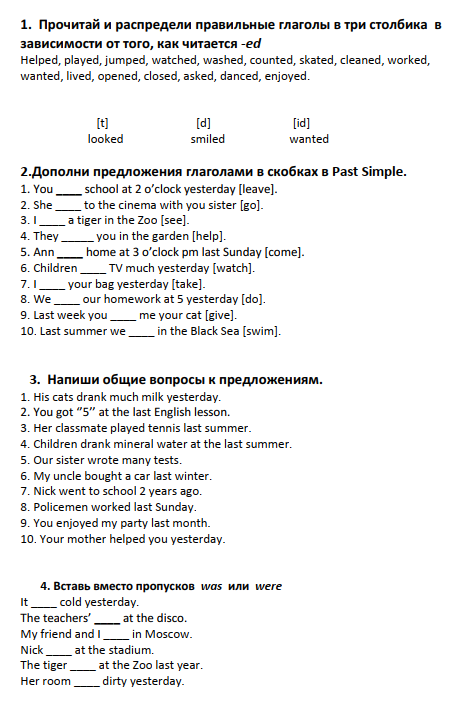 1. Прочитай и распредели правильные глаголы в три столбика в
зависимости от того, как читается -ed
Helped, played, jumped, watched, washed, counted, skated, cleaned, worked,
wanted, lived, opened, closed, asked, danced, enjoyed.
[t] [d] [id]
looked smiled wanted
2.Дополни предложения глаголами в скобках в Past Simple.
1. You ____ school at 2 o’clock yesterday [leave].
2. She ____ to the cinema with you sister [go].
3. I ____ a tiger in the Zoo [see].
4. They _____ you in the garden [help].
5. Ann ____ home at 3 o’clock pm last Sunday [come].
6. Children ____ TV much yesterday [watch].
7. I ____ your bag yesterday [take].
8. We ____ our homework at 5 yesterday [do].
9. Last week you ____ me your cat [give].
10. Last summer we ____ in the Black Sea [swim].
3. Напиши общие вопросы к предложениям.
1. His cats drank much milk yesterday.
2. You got “5” at the last English lesson.
3. Her classmate played tennis last summer.
4. Children drank mineral water at the last summer.
5. Our sister wrote many tests.
6. My uncle bought a car last winter.
7. Nick went to school 2 years ago.
8. Policemen worked last Sunday.
9. You enjoyed my party last month.
10. Your mother helped you yesterday.
4. Вставь вместо пропусков was или were
It ____ cold yesterday.
The teachers’ ____ at the disco.
My friend and I ____ in Moscow.
Nick ____ at the stadium.
The tiger ____ at the Zoo last year.
Her room ____ dirty yesterday.